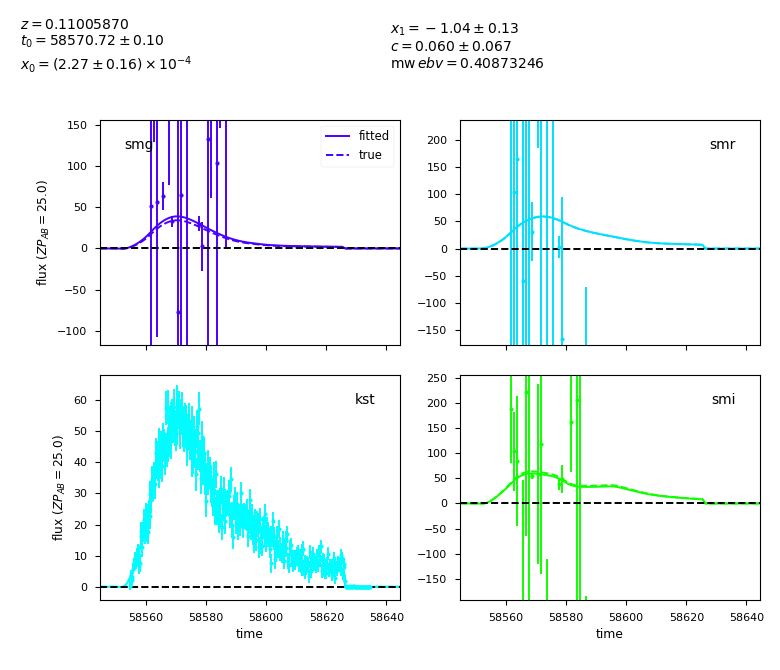 z = 0.11005870
t0 = 58570.72 ± 0.10
x0 = (2.27 ± 0.16) × 10^−4
x1 = −1.04 ± 0.13
c = 0.060 ± 0.067
mw ebv = 0.40873246
smg
fitted
true
150
100
50
0
−50
−100
flux (ZP_AB = 25.0)
smr
200
150
100
50
0
−50
−100
−150
kst
60
50
40
30
20
10
0
flux (ZP_AB = 25.0)
58560 58580 58600 58620 58640
time
smi
250
200
150
100
50
0
−50
−100
−150
58560 58580 58600 58620 58640
time